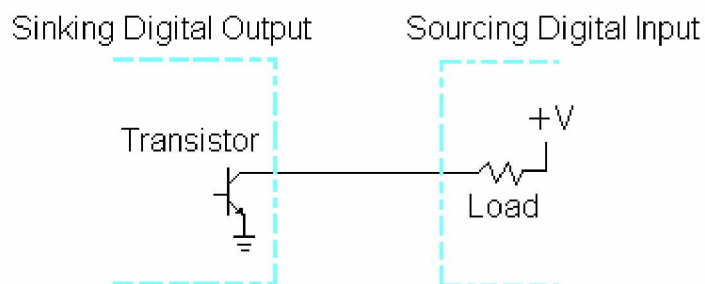 Sinking Digital Output
Sourcing Digital Input
Transistor
+V
Load